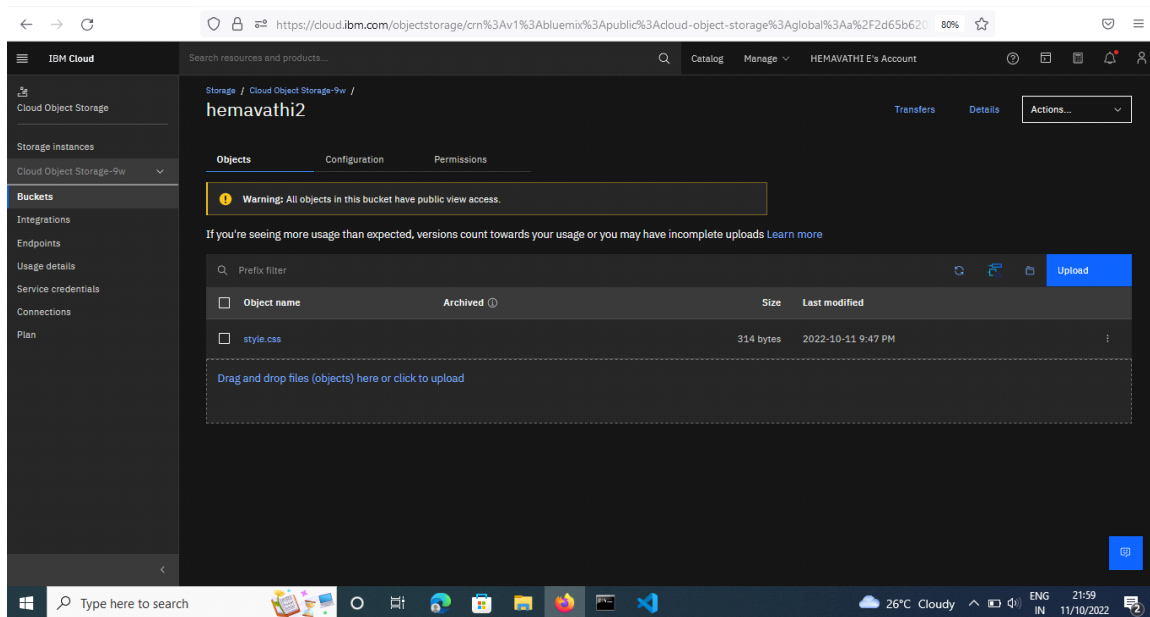 https://cloud.ibm.com/objectstorage/crn%3Av1%3Abluemix%3Apublic%3Acloud-object-storage%3Aglobal%3Aa%2F2d65b620 80%
IBM Cloud Search resources and products... Catalog Manage HEMAVATHI E's Account
Cloud Object Storage
Storage instances
Cloud Object Storage-9w
Buckets
Integrations
Endpoints
Usage details
Service credentials
Connections
Plan
Storage / Cloud Object Storage-9w /
hemavathi2
Transfers Details Actions...
Objects Configuration Permissions
Warning: All objects in this bucket have public view access.
If you're seeing more usage than expected, versions count towards your usage or you may have incomplete uploads Learn more
Prefix filter Upload
Object name Archived Size Last modified
style.css 314 bytes 2022-10-11 9:47 PM
Drag and drop files (objects) here or click to upload
Type here to search 26°C Cloudy ENG 21:59
IN 11/10/2022 2